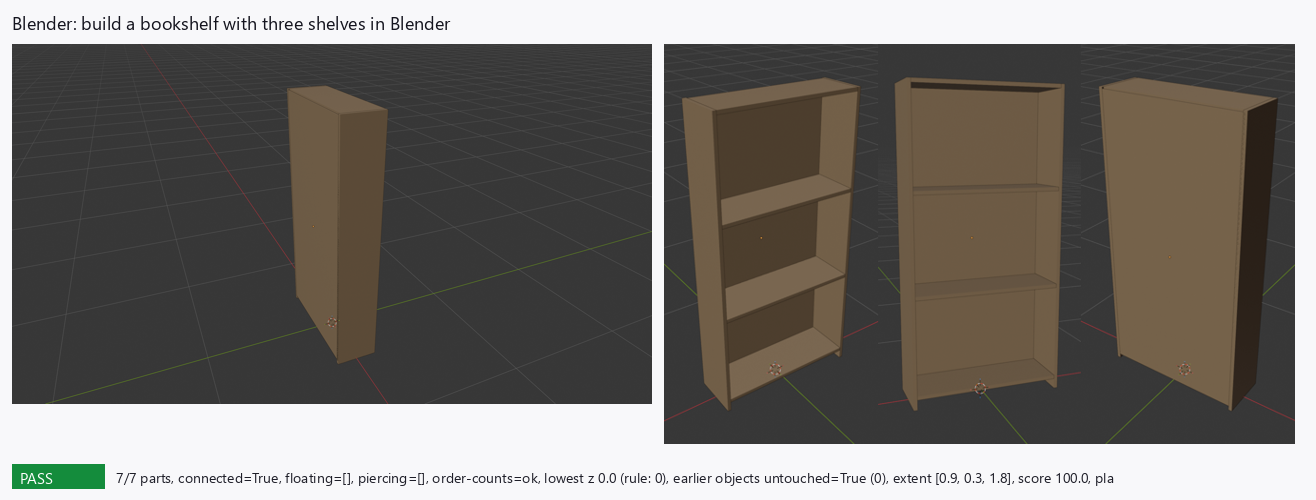 Blender: build a bookshelf with three shelves in Blender
PASS 7/7 parts, connected=True, floating=[], piercing=[], order-counts=ok, lowest z 0.0 (rule: 0), earlier objects untouched=True (0), extent [0.9, 0.3, 1.8], score 100.0, pla